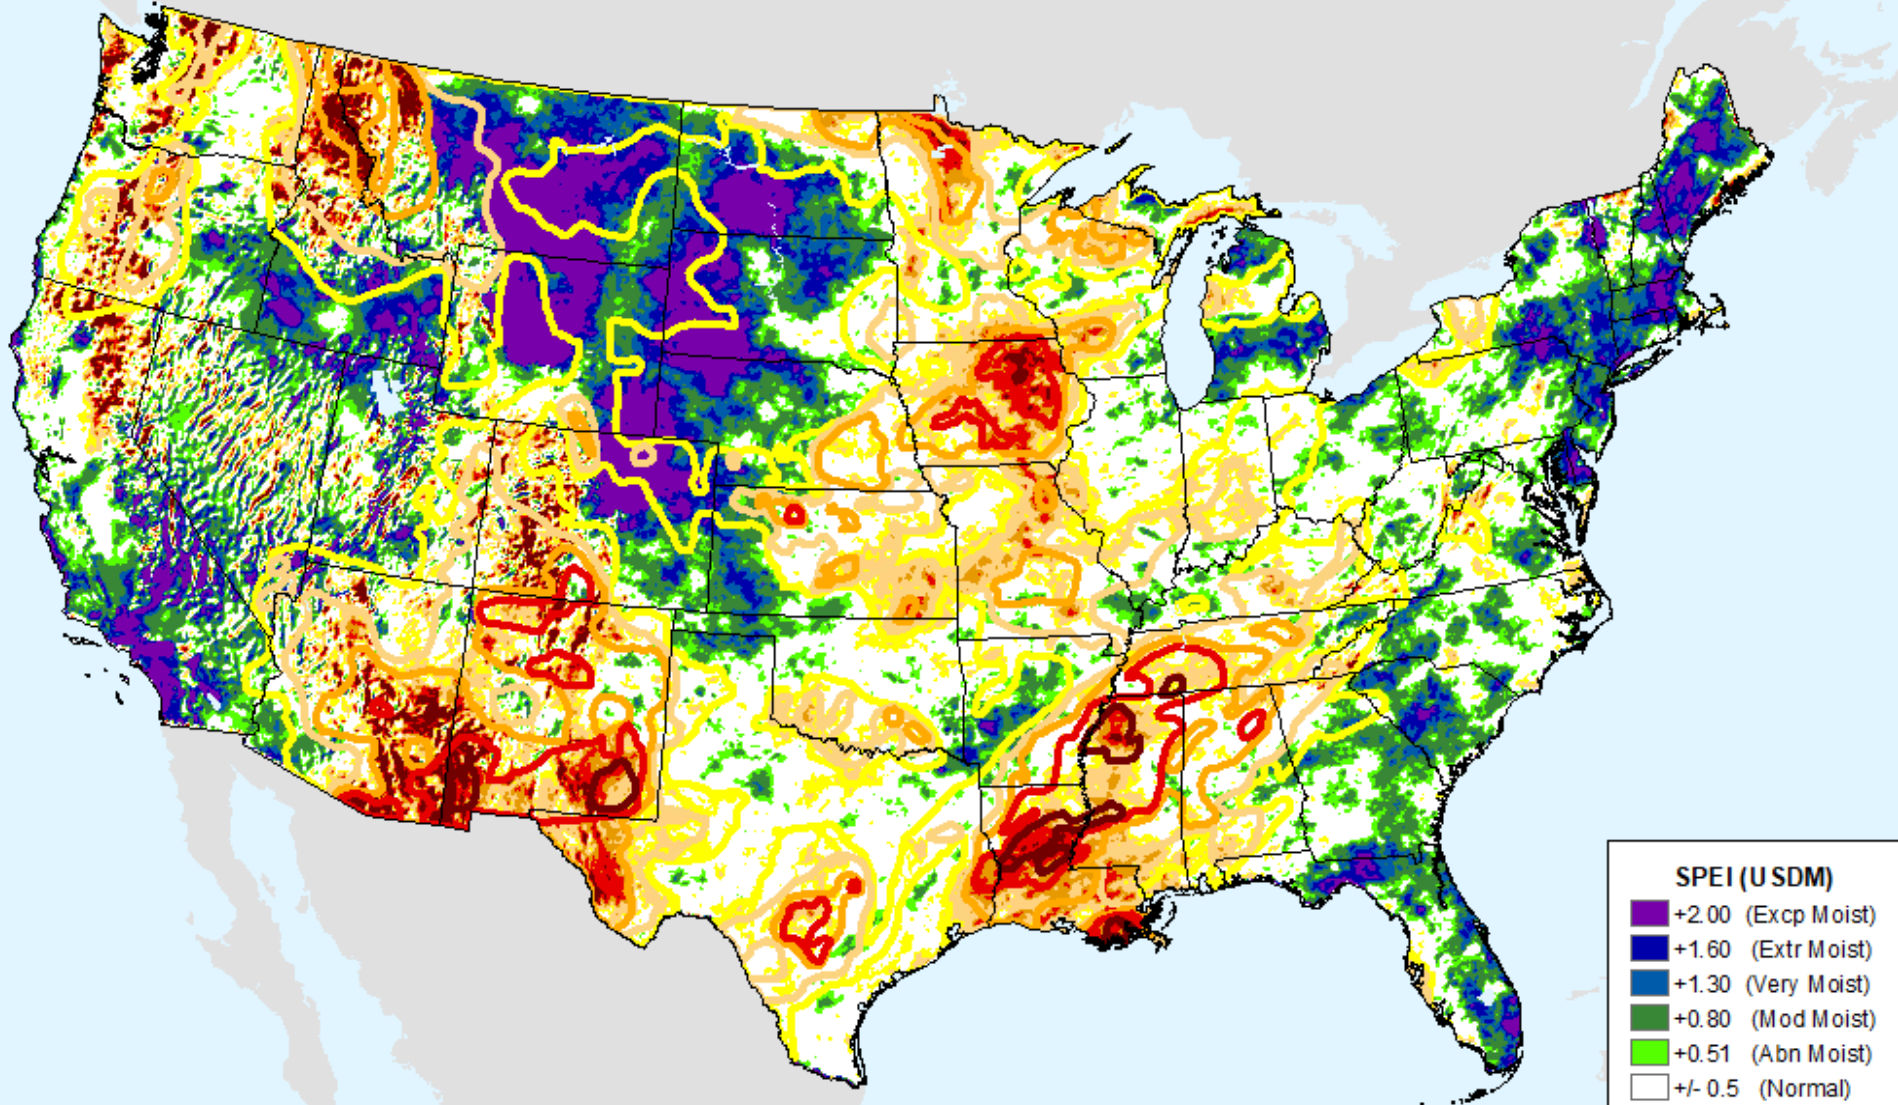 SPEI (USDM)
+2.00 (Excp Moist)
+1.60 (Extr Moist)
+1.30 (Very Moist)
+0.80 (Mod Moist)
+0.51 (Abn Moist)
+/- 0.5 (Normal)